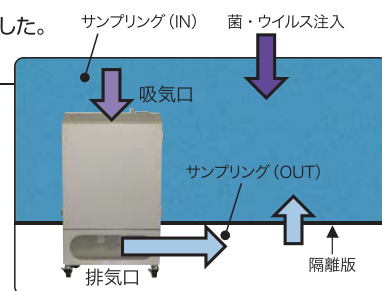 した。
サンプリング（IN）
菌・ウイルス注入
吸気口
サンプリング（OUT）
隔離版
排気口